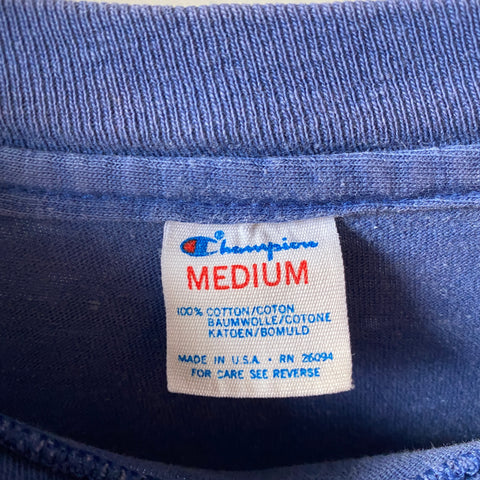 Champion®
MEDIUM
100% COTTON/COTON
BAUMWOLLE/COTONE
KATOEN/BOMULD
MADE IN U.S.A. • RN 26094
FOR CARE SEE REVERSE